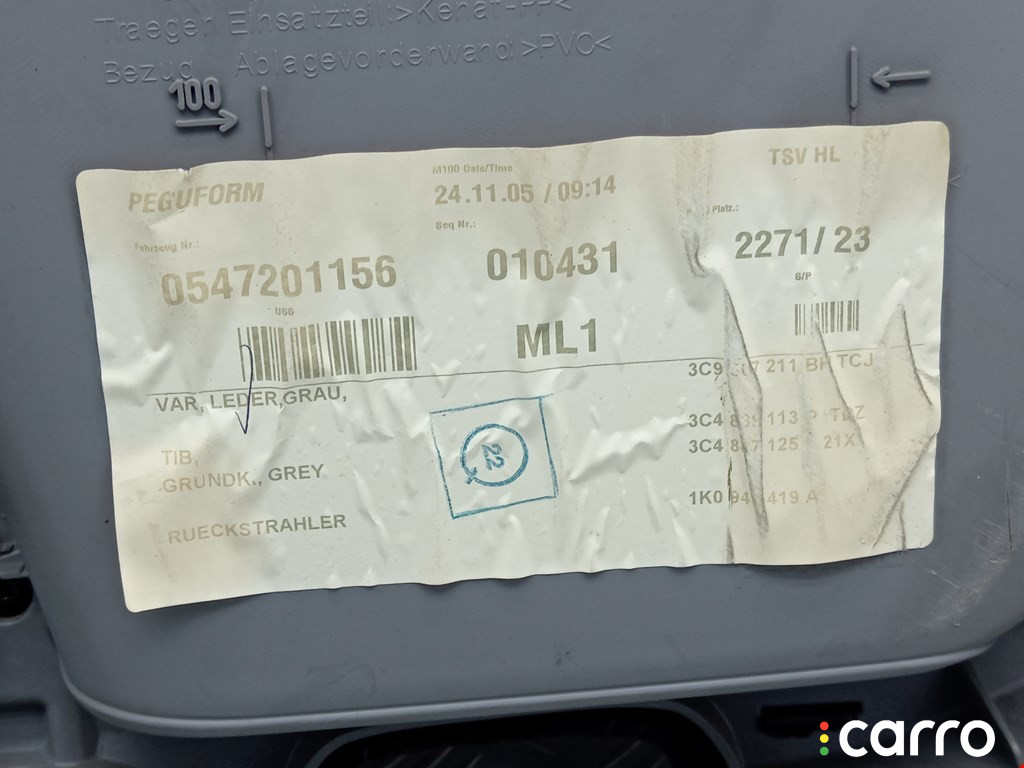 Traeger Einsatzteil:>Kenaf-PP<
Bezug Ablagevorderwand:>PVC<
100
PEGUFORM
M100 Date/Time
24.11.05 / 09:14
TSV HL
Fahrzeug Nr.:
0547201156
Seq Nr.:
010431
Platz.:
2271/ 23
USG
ML1
S/P
VAR, LEDER,GRAU,
3C9 211 TCJ
3C4 113
TIB,
3C4 125 21X
GRUNDK., GREY
22
1K0 419 A
RUECKSTRAHLER
carro